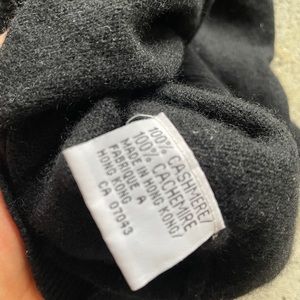 100% CASHMERE/
100% CACHEMIRE
MADE IN HONG KONG/
FABRIQUE A
HONG KONG
CA 07043